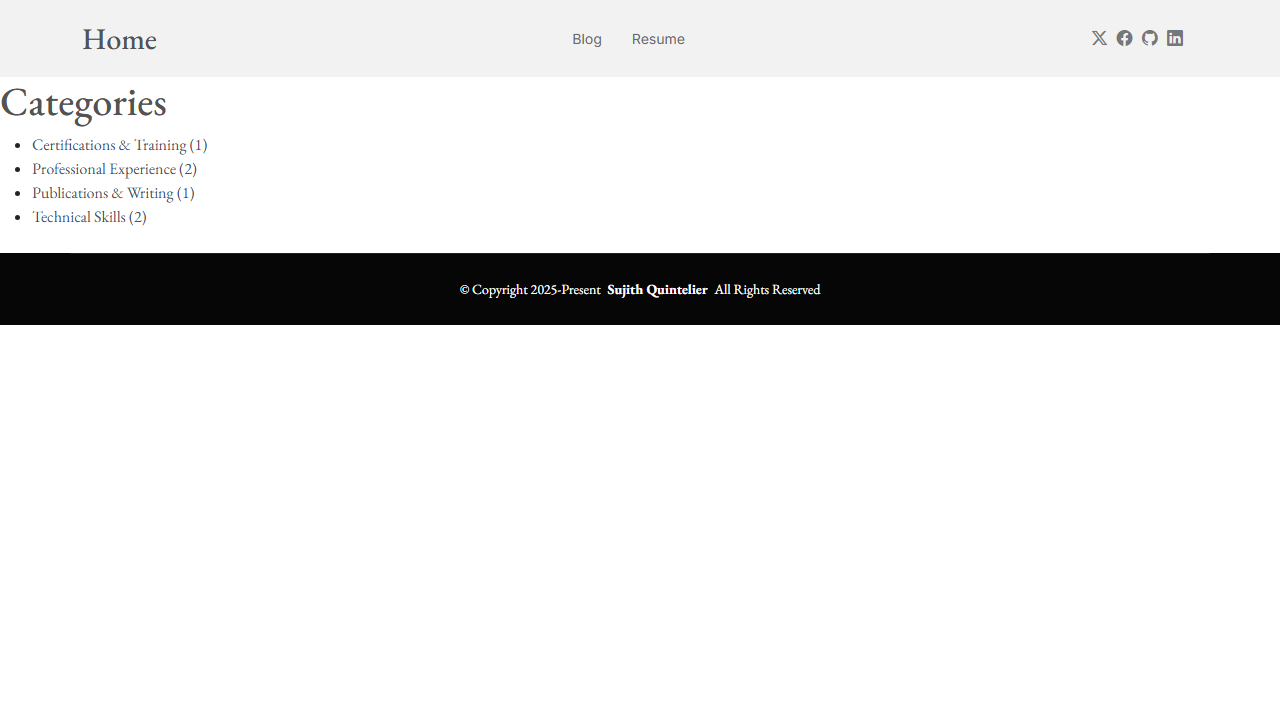 Home
Blog
Resume
Categories
Certifications & Training (1)
Professional Experience (2)
Publications & Writing (1)
Technical Skills (2)
© Copyright 2025-Present Sujith Quintelier All Rights Reserved